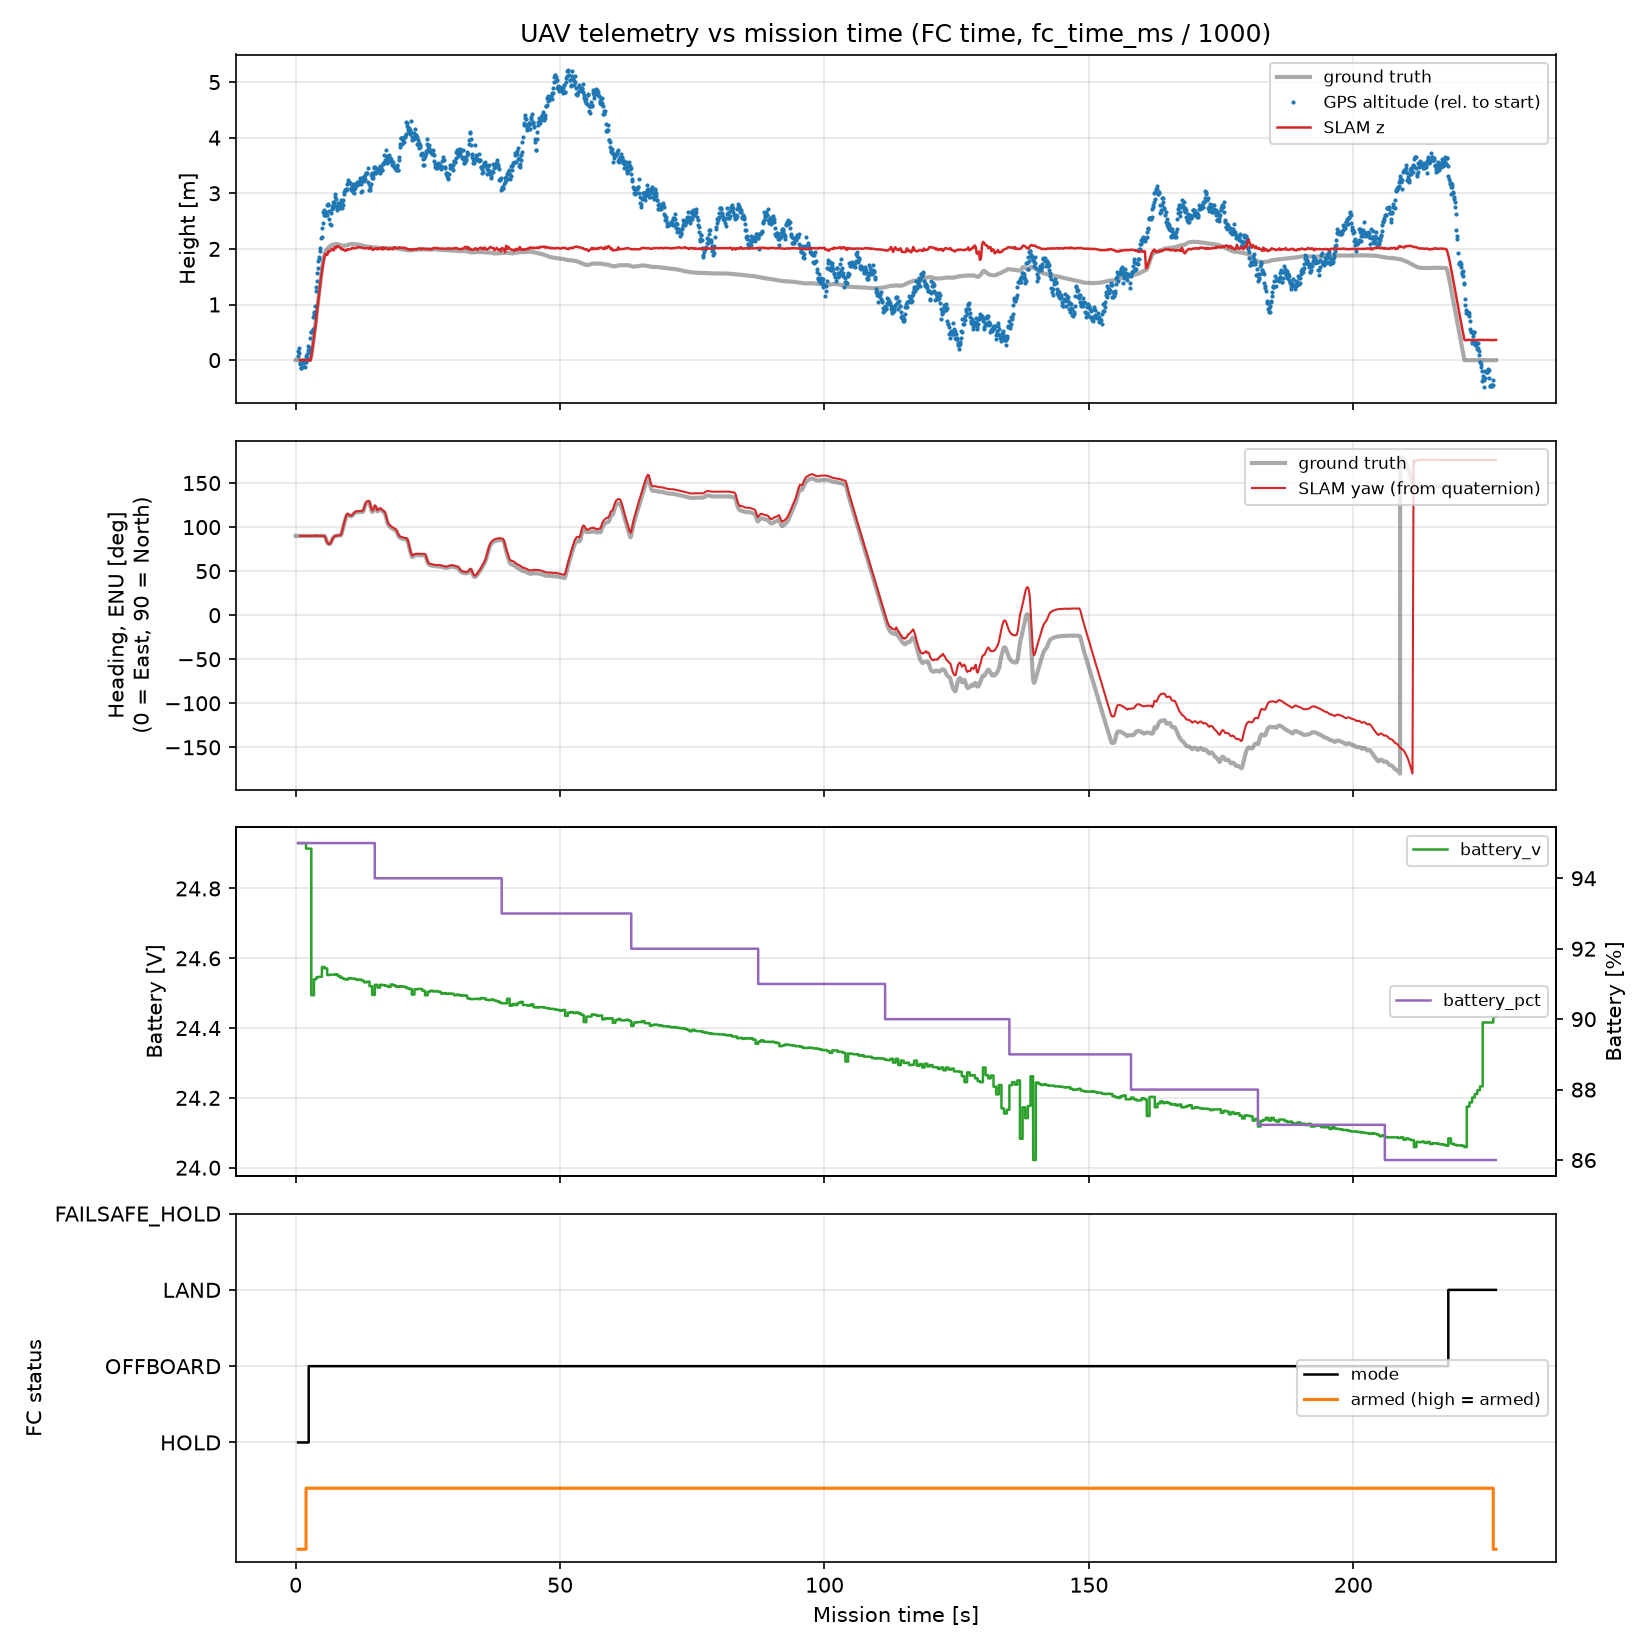 UAV telemetry vs mission time (FC time, fc_time_ms / 1000)
Height [m]
5
4
3
2
1
0
ground truth
GPS altitude (rel. to start)
SLAM z
Heading, ENU [deg]
(0 = East, 90 = North)
150
100
50
0
−50
−100
−150
ground truth
SLAM yaw (from quaternion)
Battery [V]
24.8
24.6
24.4
24.2
24.0
battery_v
battery_pct
94
92
90
88
86
Battery [%]
FC status
FAILSAFE_HOLD
LAND
OFFBOARD
HOLD
mode
armed (high = armed)
0
50
100
150
200
Mission time [s]